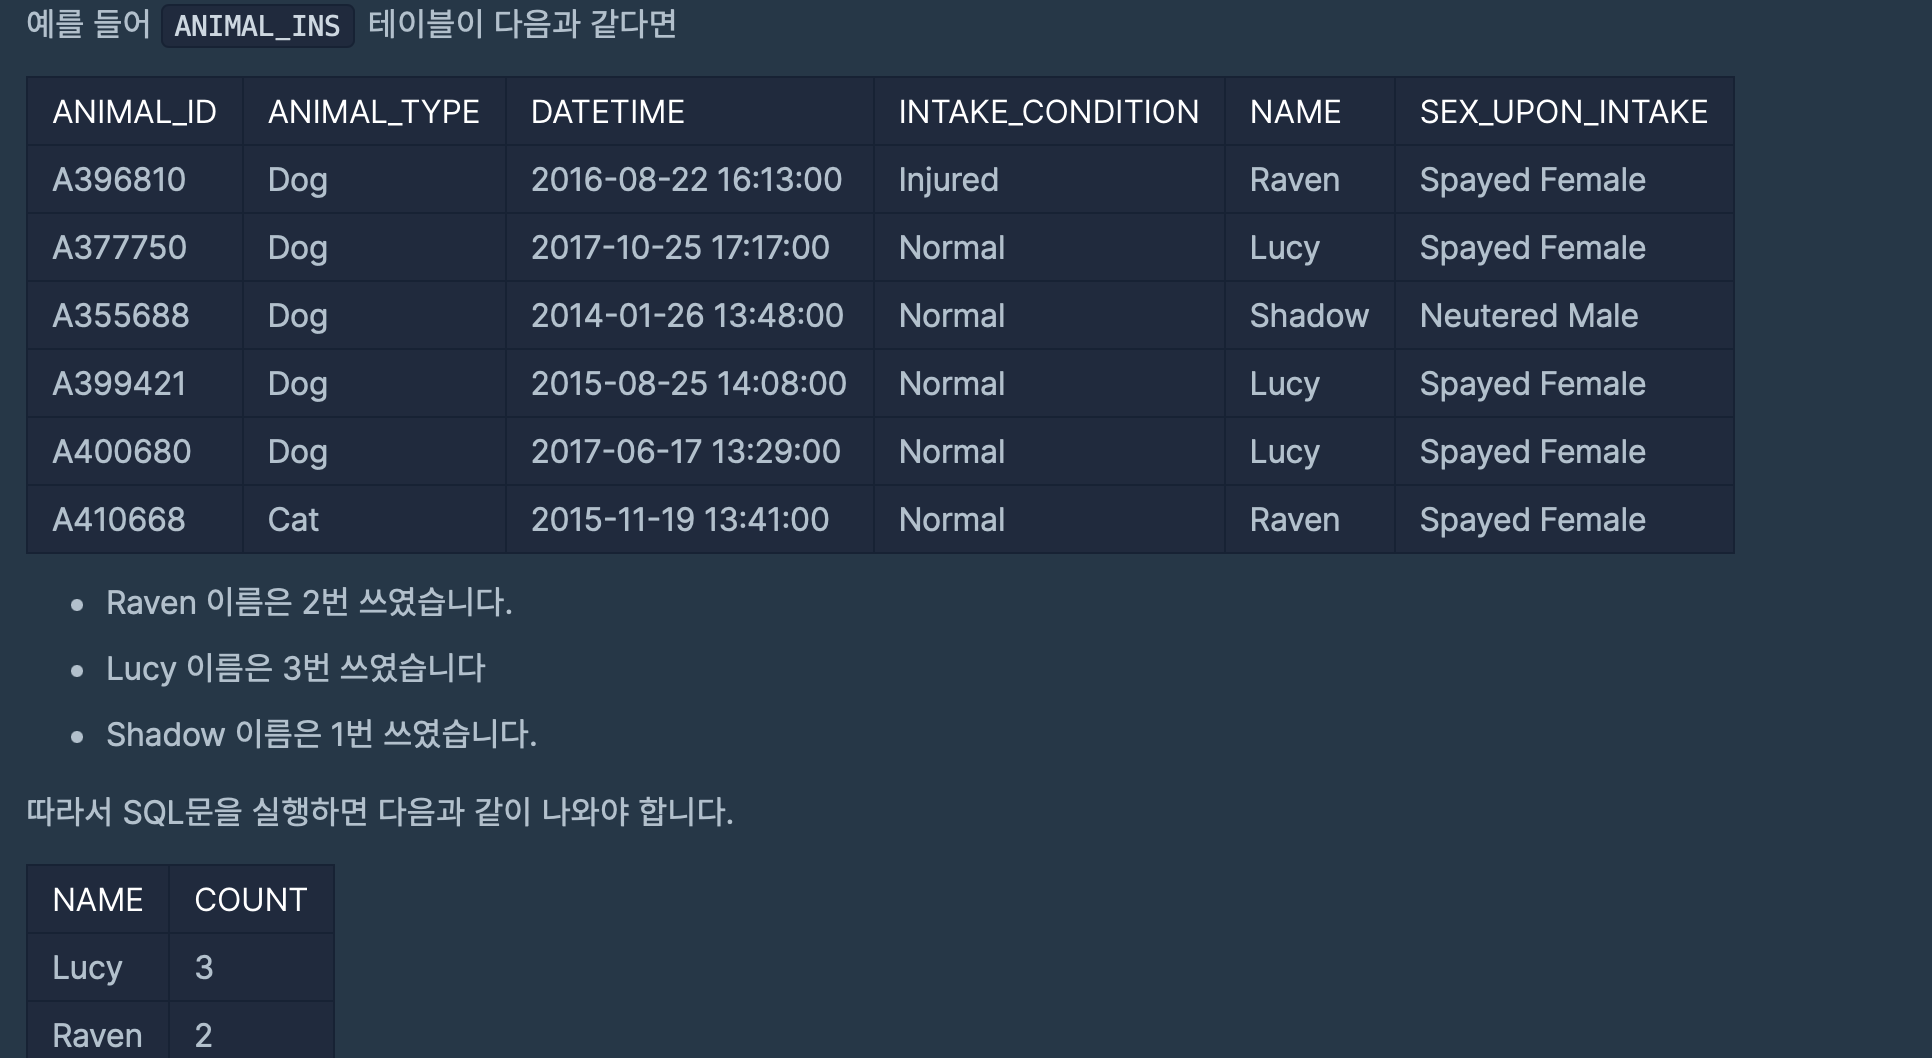 예를 들어 ANIMAL_INS 테이블이 다음과 같다면
ANIMAL_ID ANIMAL_TYPE DATETIME INTAKE_CONDITION NAME SEX_UPON_INTAKE
A396810 Dog 2016-08-22 16:13:00 Injured Raven Spayed Female
A377750 Dog 2017-10-25 17:17:00 Normal Lucy Spayed Female
A355688 Dog 2014-01-26 13:48:00 Normal Shadow Neutered Male
A399421 Dog 2015-08-25 14:08:00 Normal Lucy Spayed Female
A400680 Dog 2017-06-17 13:29:00 Normal Lucy Spayed Female
A410668 Cat 2015-11-19 13:41:00 Normal Raven Spayed Female
• Raven 이름은 2번 쓰였습니다.
• Lucy 이름은 3번 쓰였습니다
• Shadow 이름은 1번 쓰였습니다.
따라서 SQL문을 실행하면 다음과 같이 나와야 합니다.
NAME COUNT
Lucy 3
Raven 2